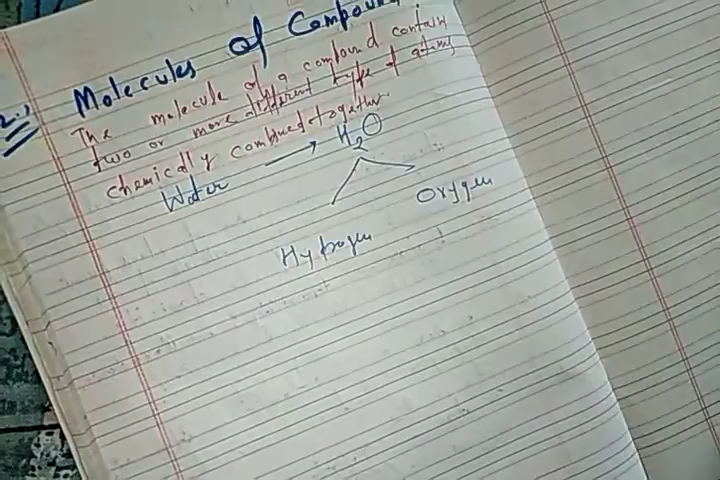 2.) Molecules of Compound
The molecule of a compound contain
two or more different type of atoms
chemically combined together.
Water → H₂O
Hydrogen Oxygen